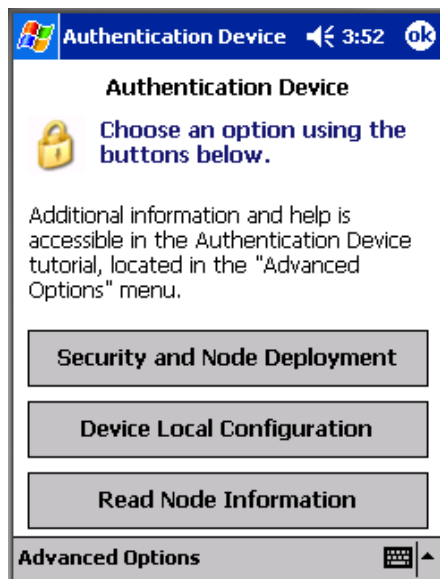 Authentication Device 3:52 ok
Authentication Device
Choose an option using the
buttons below.
Additional information and help is
accessible in the Authentication Device
tutorial, located in the "Advanced
Options" menu.
Security and Node Deployment
Device Local Configuration
Read Node Information
Advanced Options